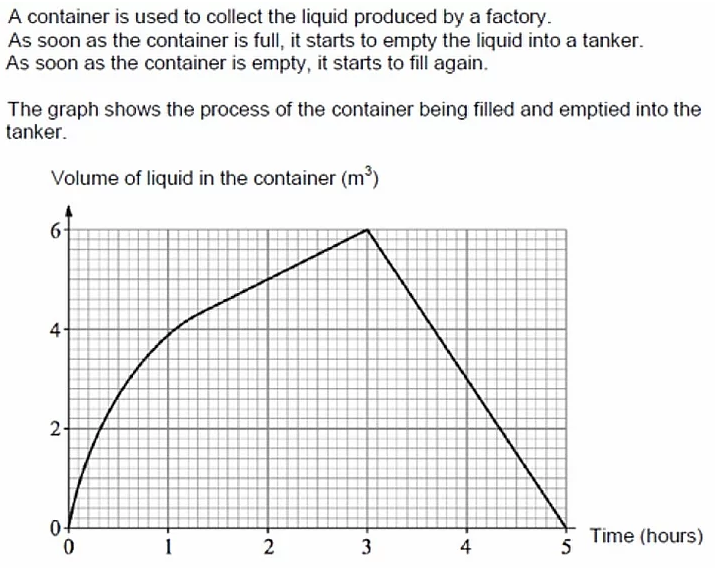 A container is used to collect the liquid produced by a factory.
As soon as the container is full, it starts to empty the liquid into a tanker.
As soon as the container is empty, it starts to fill again.
The graph shows the process of the container being filled and emptied into the
tanker.
Volume of liquid in the container (m³)
6
4
2
0
0 1 2 3 4 5 Time (hours)